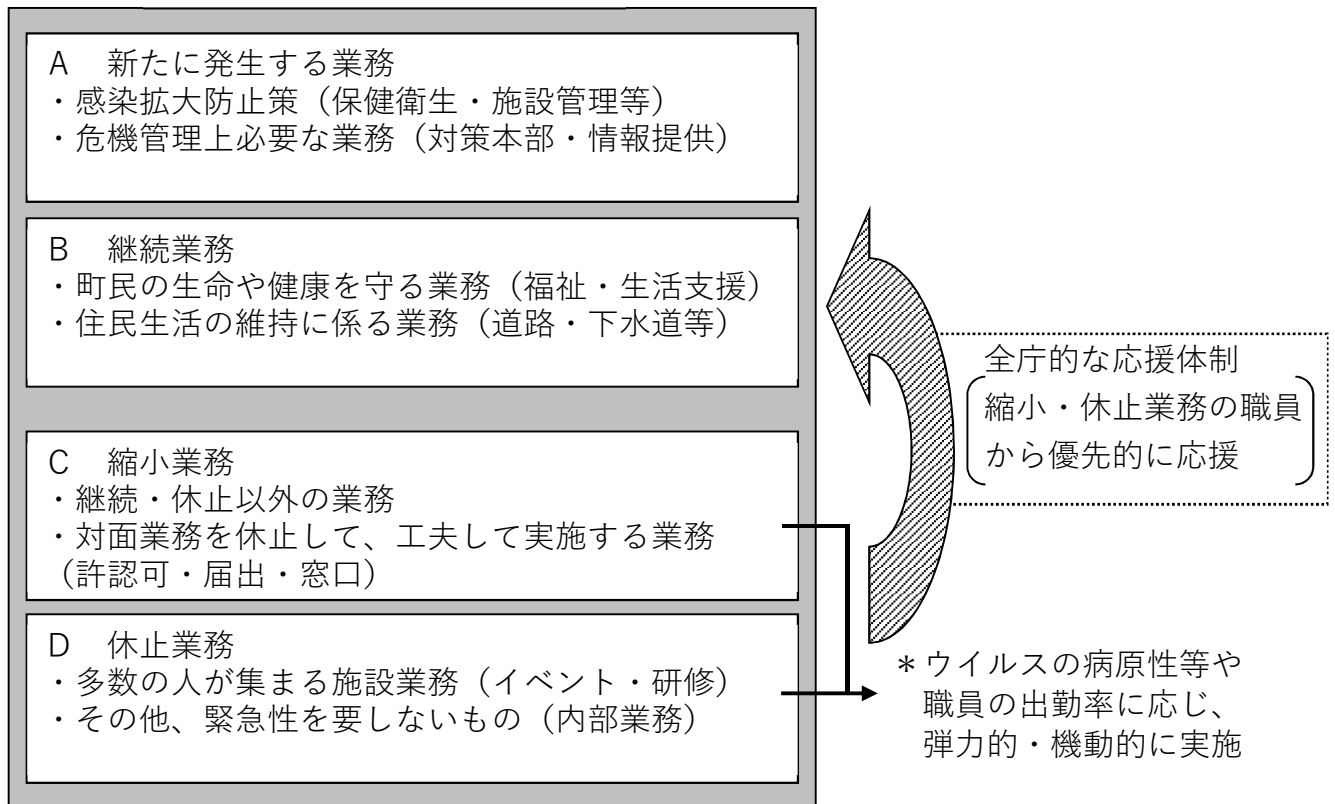 A 新たに発生する業務
・感染拡大防止策（保健衛生・施設管理等）
・危機管理上必要な業務（対策本部・情報提供）
B 継続業務
・町民の生命や健康を守る業務（福祉・生活支援）
・住民生活の維持に係る業務（道路・下水道等）
C 縮小業務
・継続・休止以外の業務
・対面業務を休止して、工夫して実施する業務
（許認可・届出・窓口）
D 休止業務
・多数の人が集まる施設業務（イベント・研修）
・その他、緊急性を要しないもの（内部業務）
全庁的な応援体制
縮小・休止業務の職員
から優先的に応援
＊ウイルスの病原性等や
職員の出勤率に応じ、
弾力的・機動的に実施